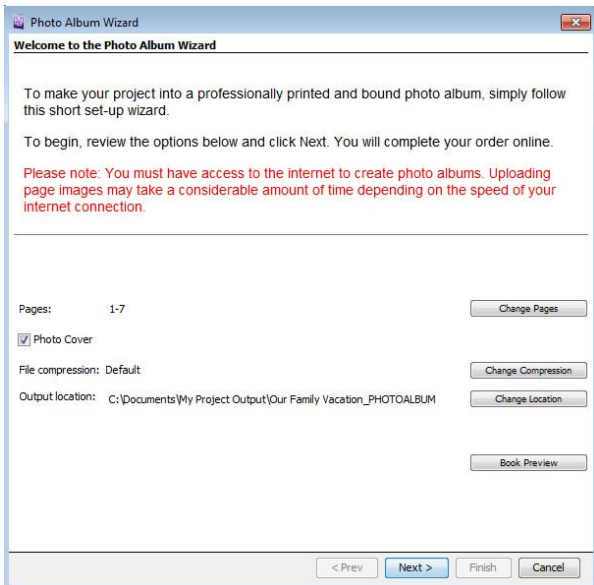 Photo Album Wizard
Welcome to the Photo Album Wizard
To make your project into a professionally printed and bound photo album, simply follow
this short set-up wizard.
To begin, review the options below and click Next. You will complete your order online.
Please note: You must have access to the internet to create photo albums. Uploading
page images may take a considerable amount of time depending on the speed of your
internet connection.
Pages: 1-7 Change Pages
Photo Cover
File compression: Default Change Compression
Output location: C:\Documents\My Project Output\Our Family Vacation_PHOTOALBUM Change Location
Book Preview
< Prev Next > Finish Cancel